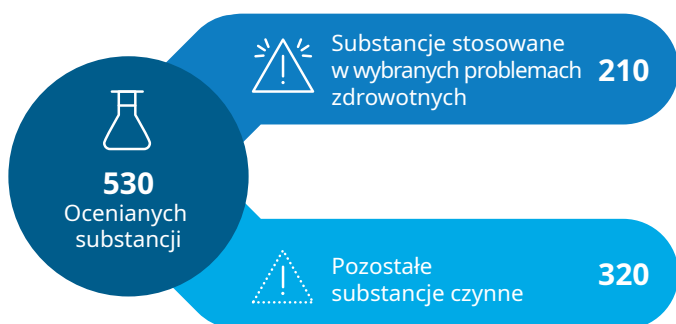 530
Ocenianych
substancji
Substancje stosowane
w wybranych problemach
zdrowotnych
210
Pozostałe
substancje czynne
320